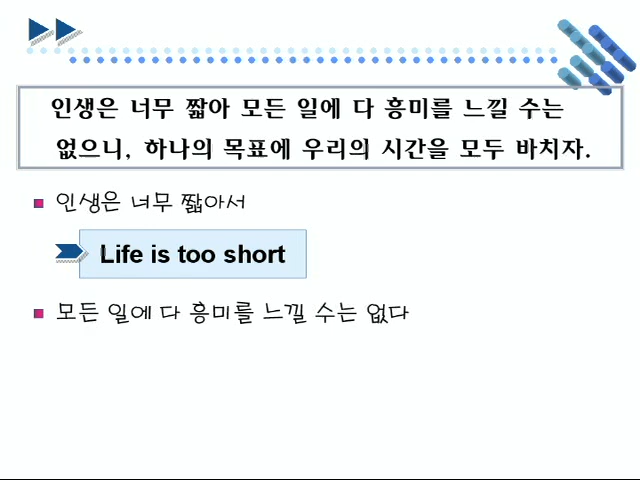 인생은 너무 짧아 모든 일에 다 흥미를 느낄 수는
없으니, 하나의 목표에 우리의 시간을 모두 바치자.
인생은 너무 짧아서
Life is too short
모든 일에 다 흥미를 느낄 수는 없다